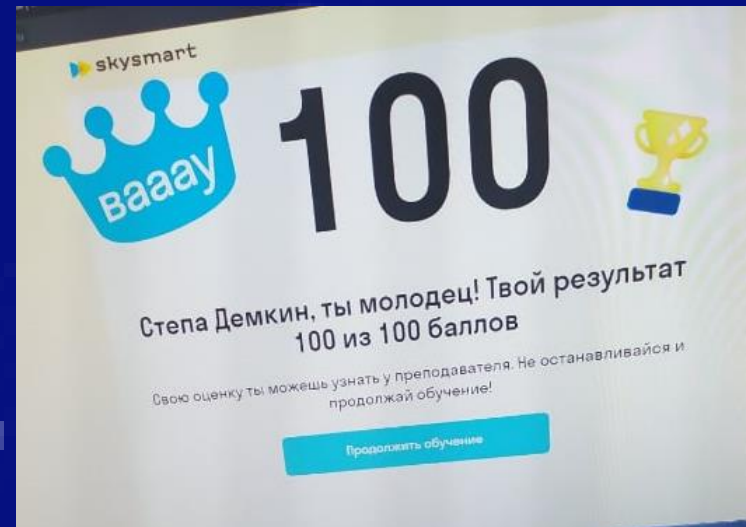 skysmart
вааау
100
Степа Демкин, ты молодец! Твой результат
100 из 100 баллов
Свою оценку ты можешь узнать у преподавателя. Не останавливайся и
продолжай обучение!
Продолжить обучение